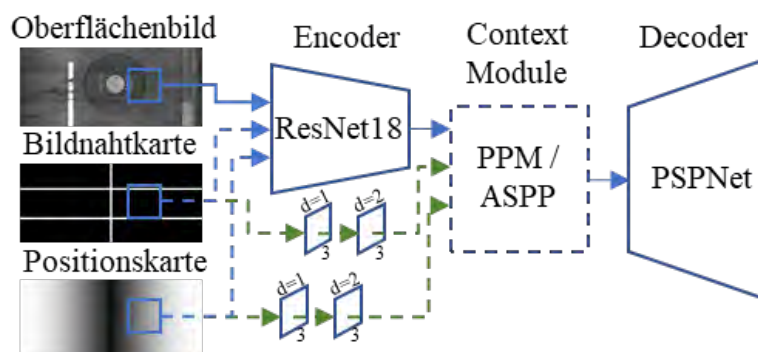 Oberflächenbild
Encoder
Context
Module
Decoder
ResNet18
Bildnahtkarte
PPM /
ASPP
PSPNet
d=1
d=2
3
3
Positionskarte
d=1
d=2
3
3